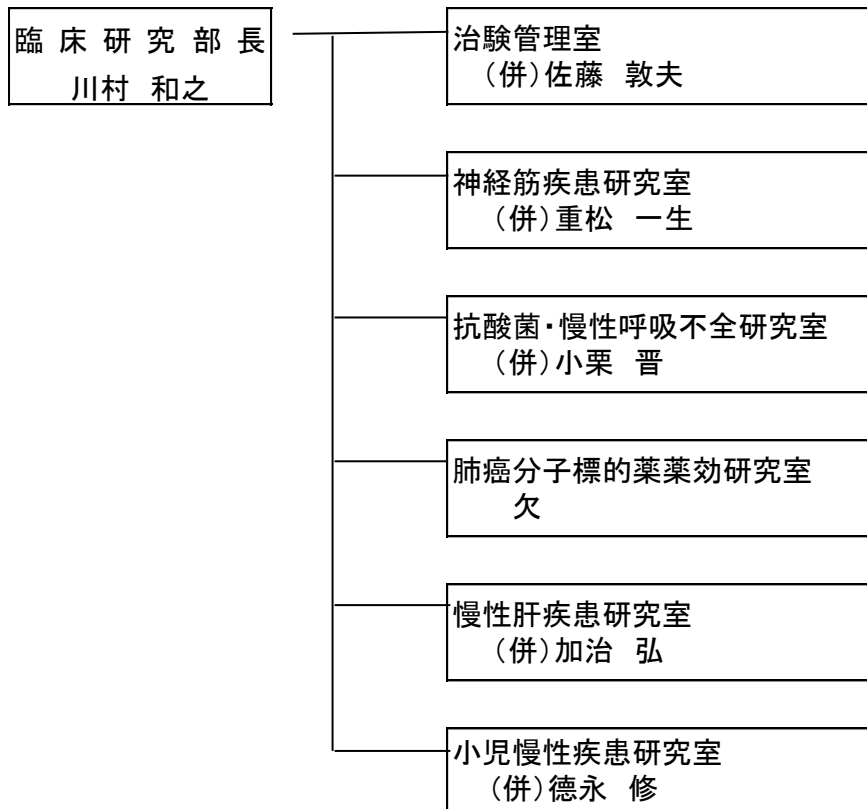 臨床研究部長
川村 和之
治験管理室
（併）佐藤 敦夫
神経筋疾患研究室
（併）重松 一生
抗酸菌・慢性呼吸不全研究室
（併）小栗 晋
肺癌分子標的薬薬効研究室
欠
慢性肝疾患研究室
（併）加治 弘
小児慢性疾患研究室
（併）德永 修